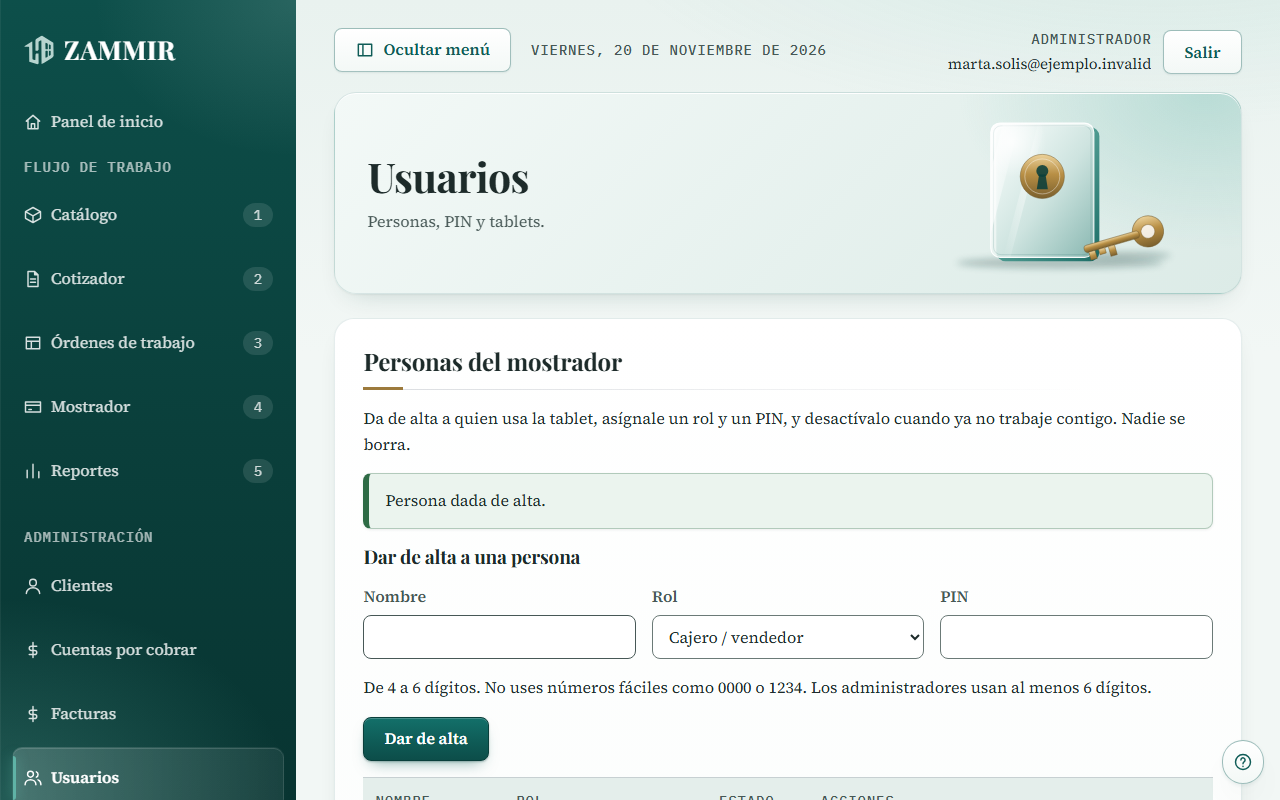 ZAMMIR
Panel de inicio
FLUJO DE TRABAJO
Catálogo 1
Cotizador 2
Órdenes de trabajo 3
Mostrador 4
Reportes 5
ADMINISTRACIÓN
Clientes
Cuentas por cobrar
Facturas
Usuarios
Ocultar menú
VIERNES, 20 DE NOVIEMBRE DE 2026
ADMINISTRADOR
marta.solis@ejemplo.invalid
Salir
Usuarios
Personas, PIN y tablets.
Personas del mostrador
Da de alta a quien usa la tablet, asígnale un rol y un PIN, y desactívalo cuando ya no trabaje contigo. Nadie se
borra.
Persona dada de alta.
Dar de alta a una persona
Nombre Rol PIN
Cajero / vendedor
De 4 a 6 dígitos. No uses números fáciles como 0000 o 1234. Los administradores usan al menos 6 dígitos.
Dar de alta
NOMBRE ROL ESTADO ACCIONES